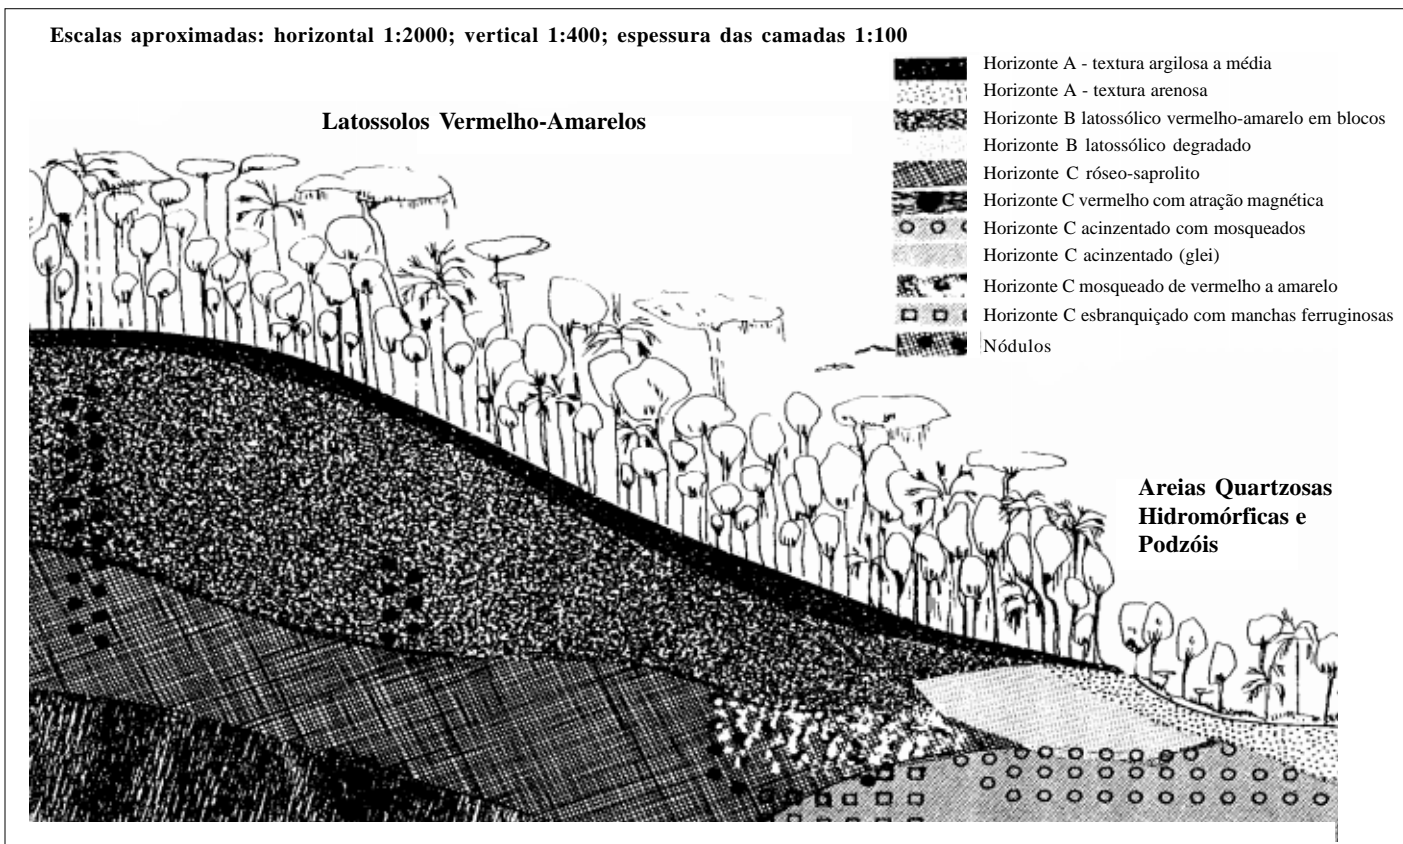 Escalas aproximadas: horizontal 1:2000; vertical 1:400; espessura das camadas 1:100
Horizonte A - textura argilosa a média
Horizonte A - textura arenosa
Horizonte B latossólico vermelho-amarelo em blocos
Horizonte B latossólico degradado
Horizonte C róseo-saprolito
Horizonte C vermelho com atração magnética
Horizonte C acinzentado com mosqueados
Horizonte C acinzentado (glei)
Horizonte C mosqueado de vermelho a amarelo
Horizonte C esbranquiçado com manchas ferruginosas
Nódulos
Latossolos Vermelho-Amarelos
Areias Quartzosas
Hidromórficas e
Podzóis